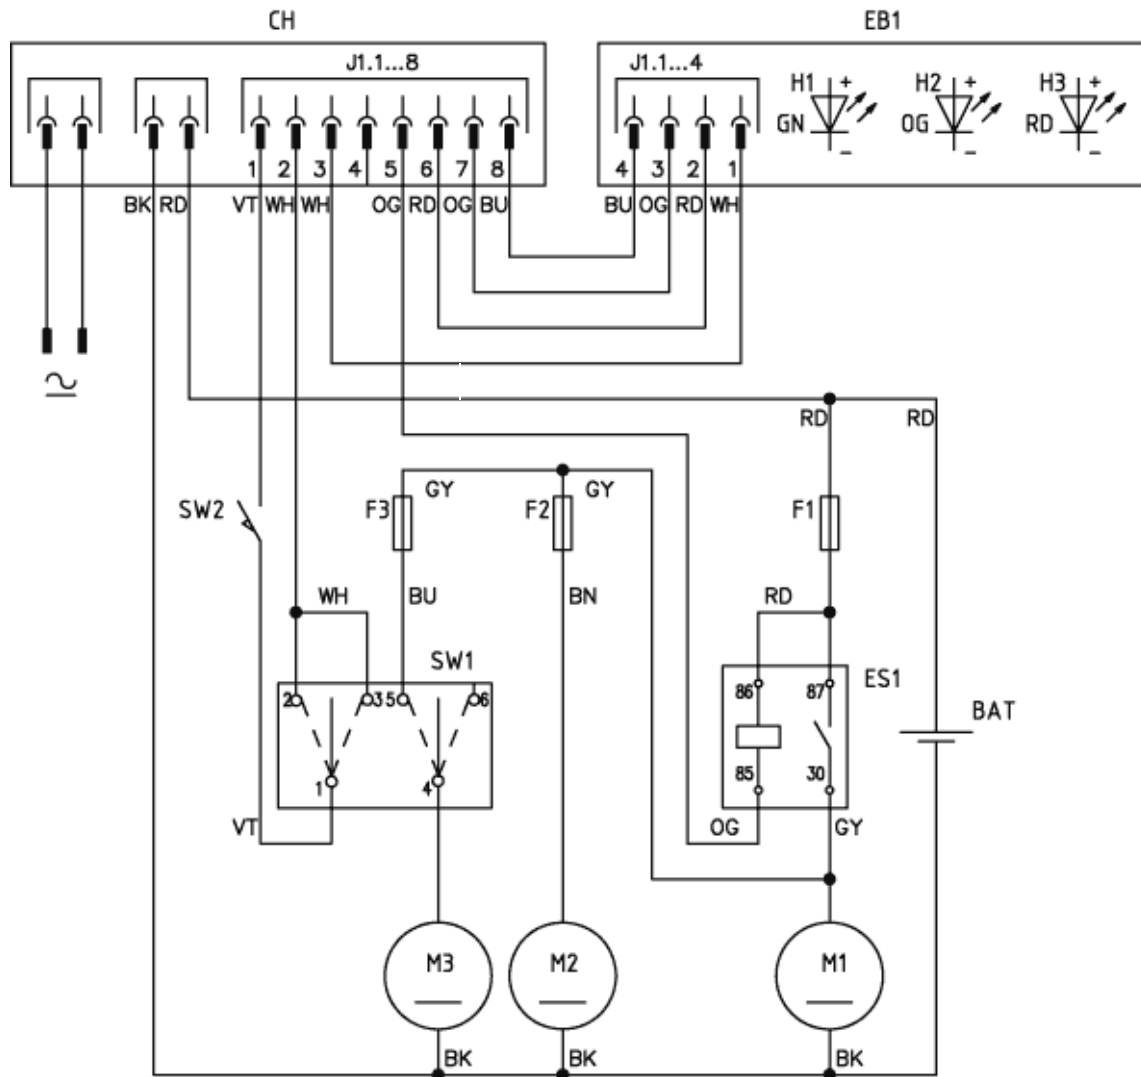 CH EB1
J1.1...8 J1.1...4 H1 + H2 + H3 +
GN OG RD
- - -
1 2 3 4 5 6 7 8 4 3 2 1
BK RD VT WH WH OG RD OG BU BU OG RD WH
RD RD
GY GY
SW2 F3 F2 F1
WH BU BN RD
SW1
ES1
2 3 5 6 86 87
BAT
1 4 85 30
VT OG GY
M3 M2 M1
BK BK BK